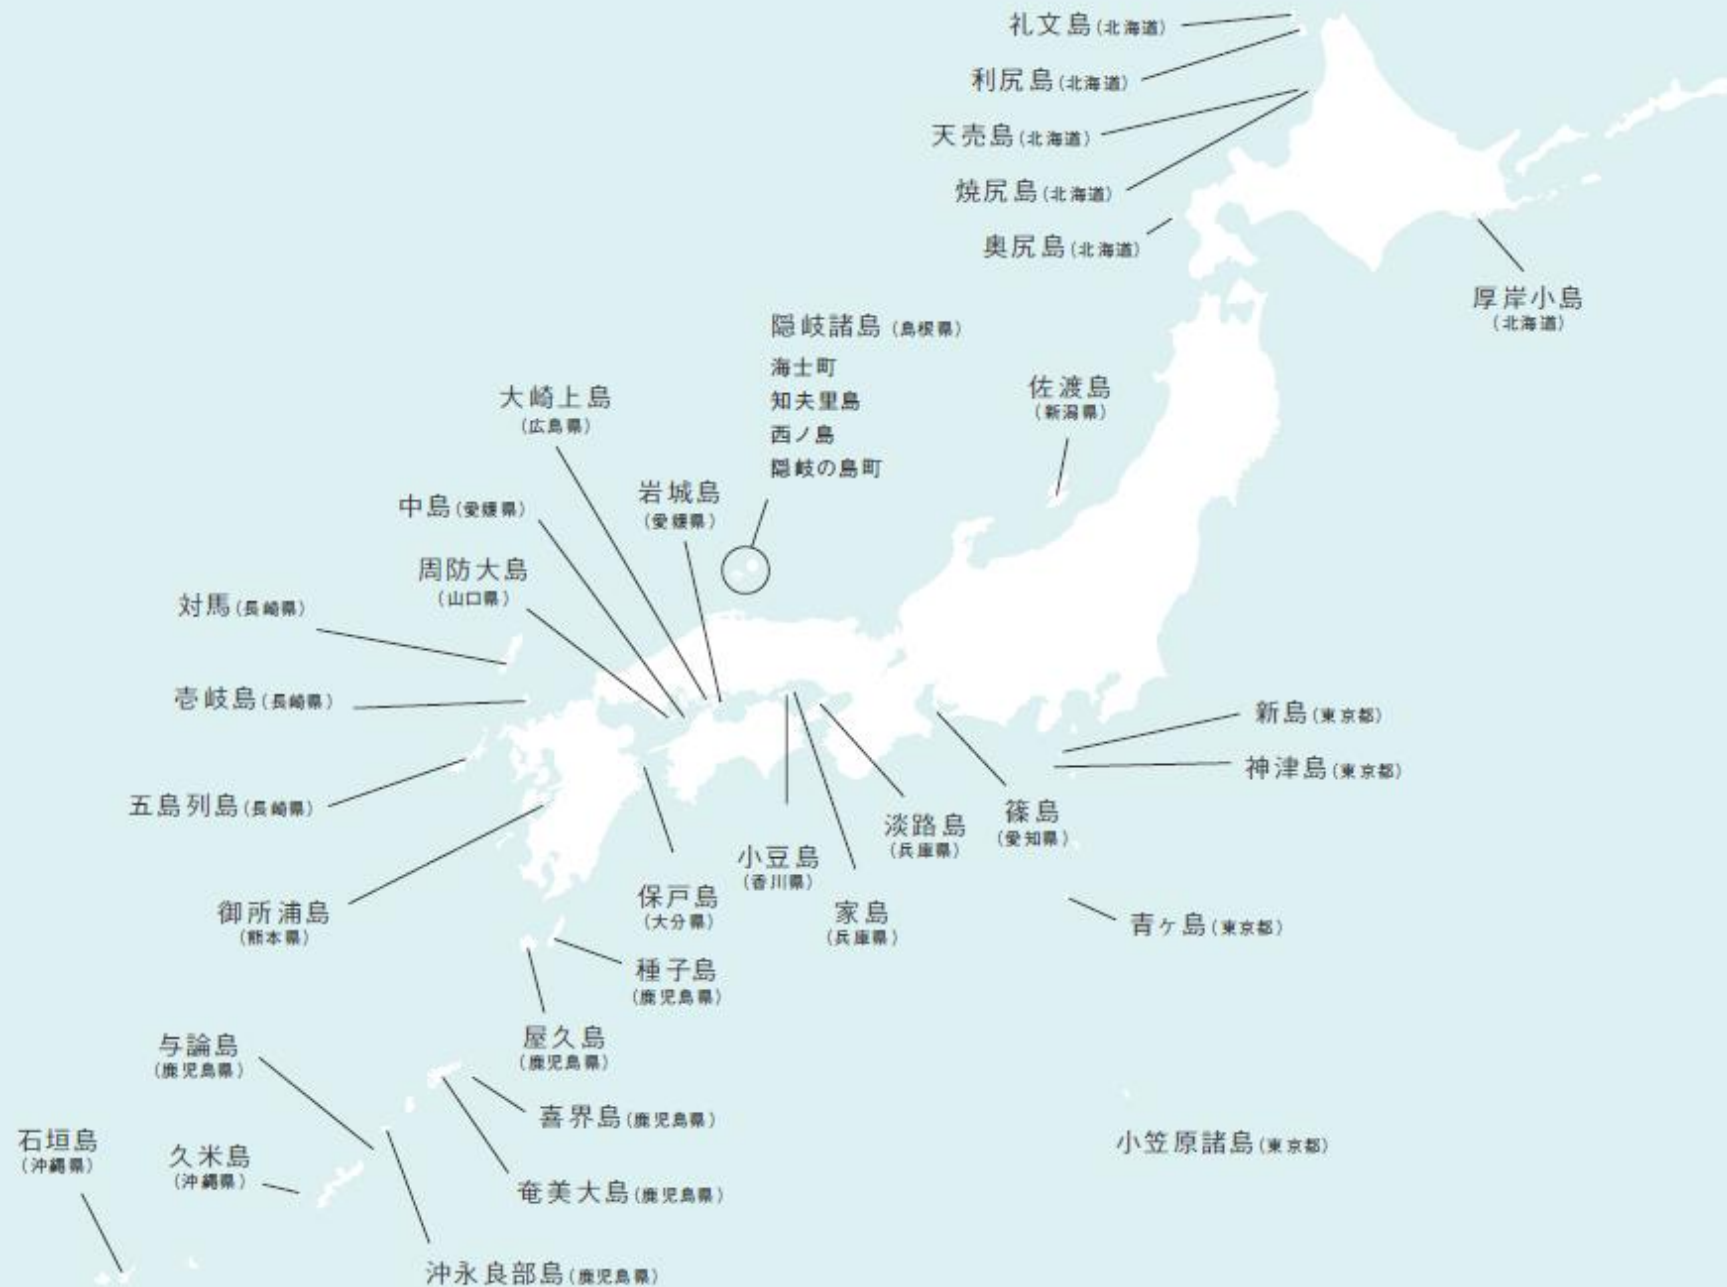 礼文島(北海道)
利尻島(北海道)
天売島(北海道)
焼尻島(北海道)
奥尻島(北海道)
厚岸小島
(北海道)
隠岐諸島(島根県)
海士町
知夫里島
西ノ島
隠岐の島町
佐渡島
(新潟県)
大崎上島
(広島県)
岩城島
(愛媛県)
中島(愛媛県)
周防大島
(山口県)
対馬(長崎県)
壱岐島(長崎県)
五島列島(長崎県)
御所浦島
(熊本県)
保戸島
(大分県)
小豆島
(香川県)
家島
(兵庫県)
淡路島
(兵庫県)
篠島
(愛知県)
新島(東京都)
神津島(東京都)
青ヶ島(東京都)
種子島
(鹿児島県)
屋久島
(鹿児島県)
与論島
(鹿児島県)
喜界島(鹿児島県)
奄美大島(鹿児島県)
小笠原諸島(東京都)
石垣島
(沖縄県)
久米島
(沖縄県)
沖永良部島(鹿児島県)